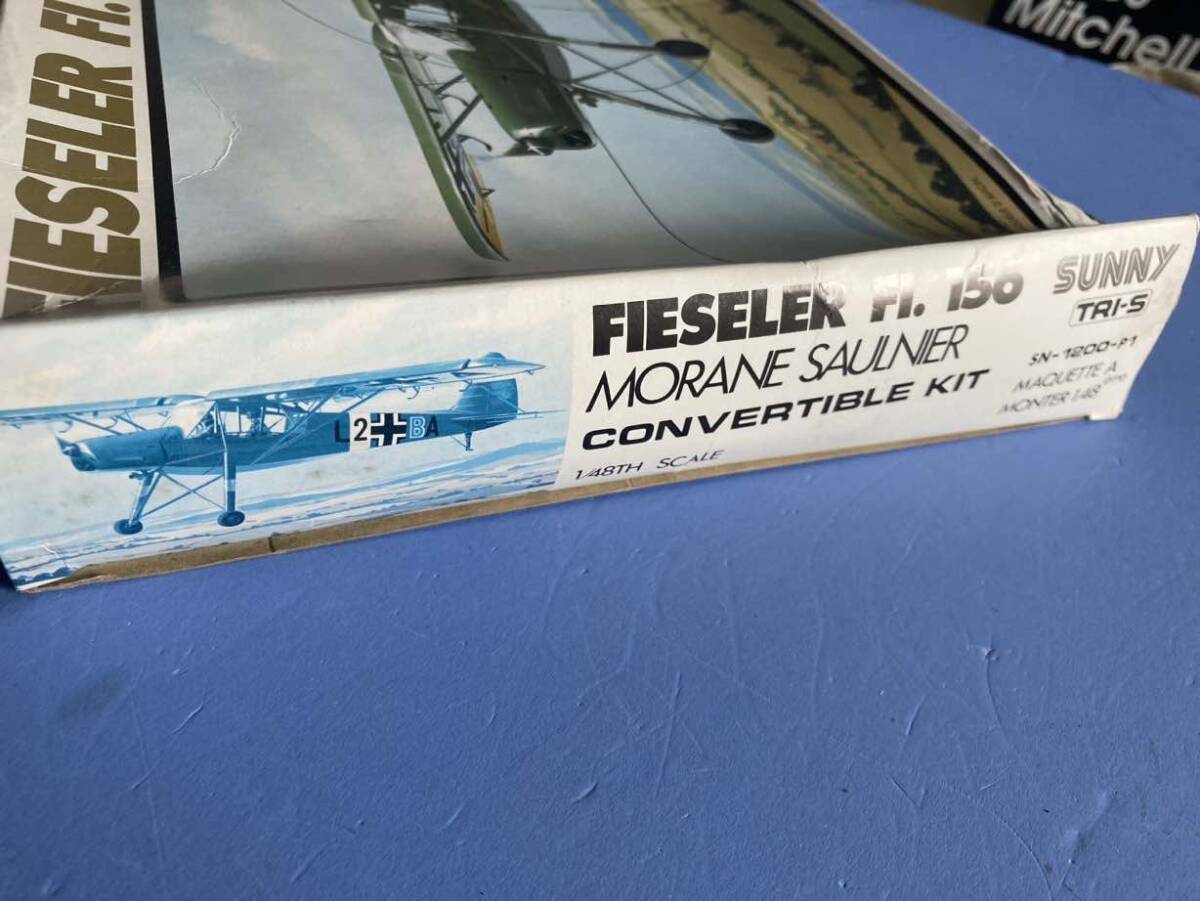 IESELER FI.
Mitchell
FIESELER FI. 156
MORANE SAULNIER
CONVERTIBLE KIT
1/48TH SCALE
SUNNY
TRI-S
SN-1200-P1
MAQUETTE A
MONTER 1/48
L2 BA